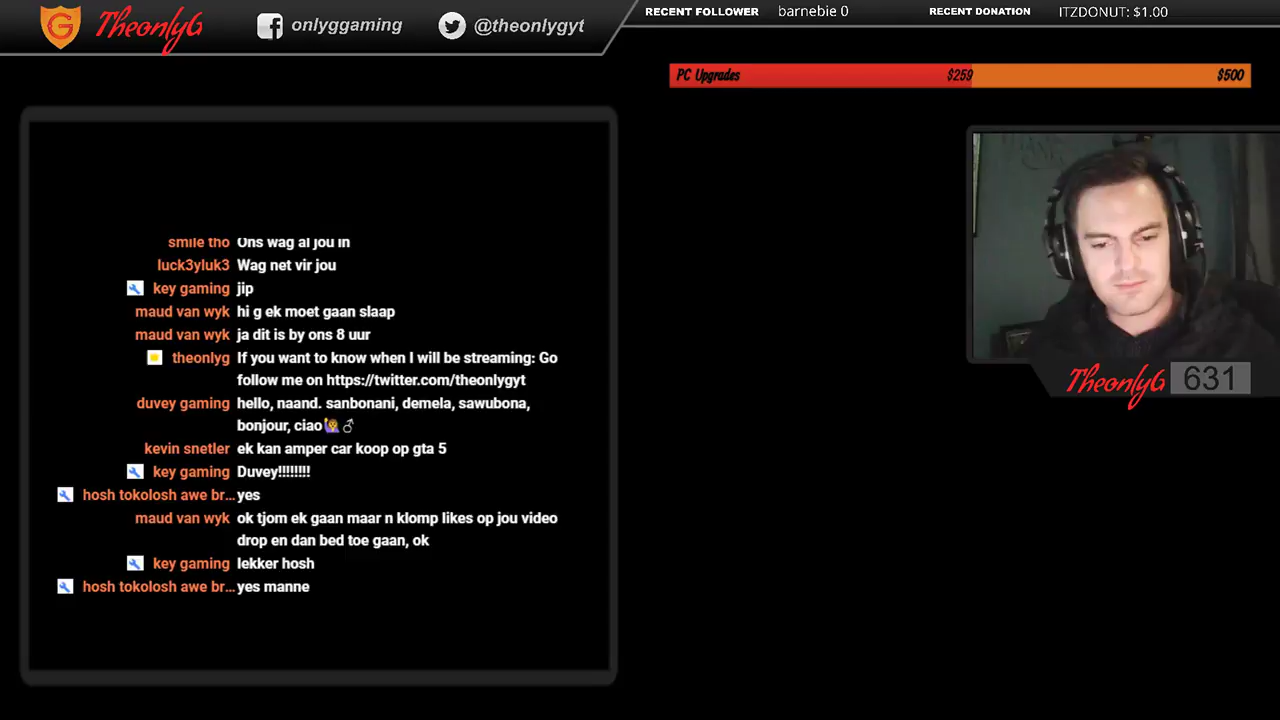 TheonlyG onlyggaming @theonlygyt
RECENT FOLLOWER barnebie 0 RECENT DONATION ITZDONUT: $1.00
PC Upgrades $259 $500
smile tho Ons wag al jou in
luck3yluk3 Wag net vir jou
key gaming jip
maud van wyk hi g ek moet gaan slaap
maud van wyk ja dit is by ons 8 uur
theonlyg If you want to know when I will be streaming: Go
follow me on https://twitter.com/theonlygyt
duvey gaming hello, naand. sanbonani, demela, sawubona,
bonjour, ciao🙋♂
kevin snetler ek kan amper car koop op gta 5
key gaming Duvey!!!!!!!!
hosh tokolosh awe br... yes
maud van wyk ok tjom ek gaan maar n klomp likes op jou video
drop en dan bed toe gaan, ok
key gaming lekker hosh
hosh tokolosh awe br... yes manne
TheonlyG 631